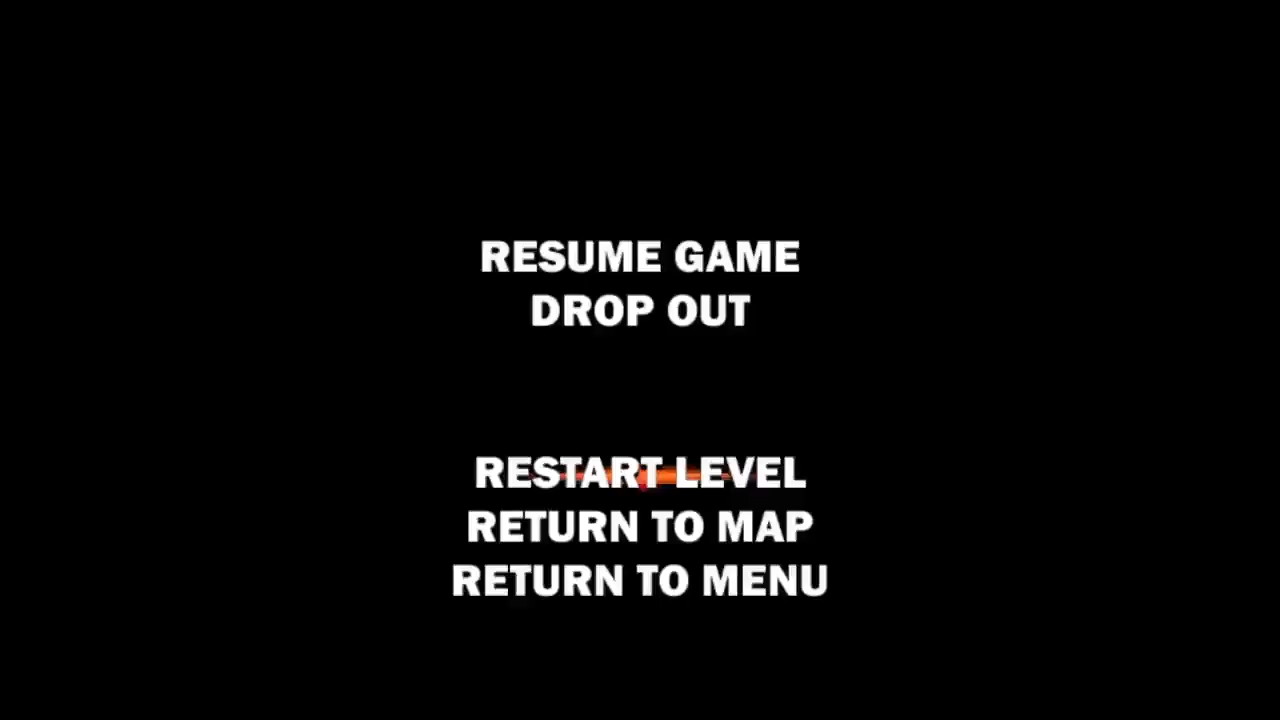 RESUME GAME
DROP OUT
RESTART LEVEL
RETURN TO MAP
RETURN TO MENU